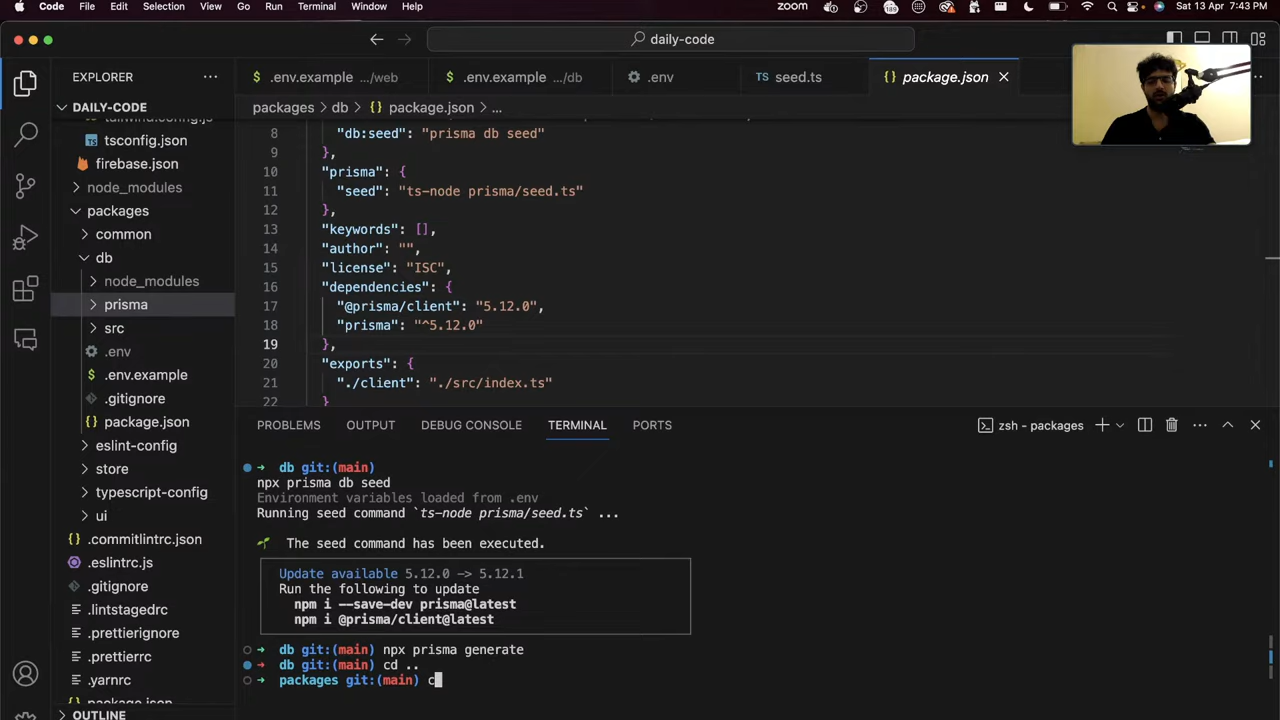 Code File Edit Selection View Go Run Terminal Window Help zoom 189 Sat 13 Apr 7:43 PM
daily-code
EXPLORER
.env.example .../web
.env.example .../db
.env
seed.ts
package.json
DAILY-CODE
packages > db > package.json > ...
tailwind.config.js
tsconfig.json
firebase.json
node_modules
packages
common
db
node_modules
prisma
src
.env
.env.example
.gitignore
package.json
eslint-config
store
typescript-config
ui
.commitlintrc.json
.eslintrc.js
.gitignore
.lintstagedrc
.prettierignore
.prettierrc
.yarnrc
package.json
OUTLINE
8 "db:seed": "prisma db seed"
9 },
10 "prisma": {
11 "seed": "ts-node prisma/seed.ts"
12 },
13 "keywords": [],
14 "author": "",
15 "license": "ISC",
16 "dependencies": {
17 "@prisma/client": "5.12.0",
18 "prisma": "^5.12.0"
19 },
20 "exports": {
21 "./client": "./src/index.ts"
22 }
PROBLEMS OUTPUT DEBUG CONSOLE TERMINAL PORTS
zsh - packages
db git:(main)
npx prisma db seed
Environment variables loaded from .env
Running seed command `ts-node prisma/seed.ts` ...
The seed command has been executed.
Update available 5.12.0 -> 5.12.1
Run the following to update
npm i --save-dev prisma@latest
npm i @prisma/client@latest
db git:(main) npx prisma generate
db git:(main) cd ..
packages git:(main) c